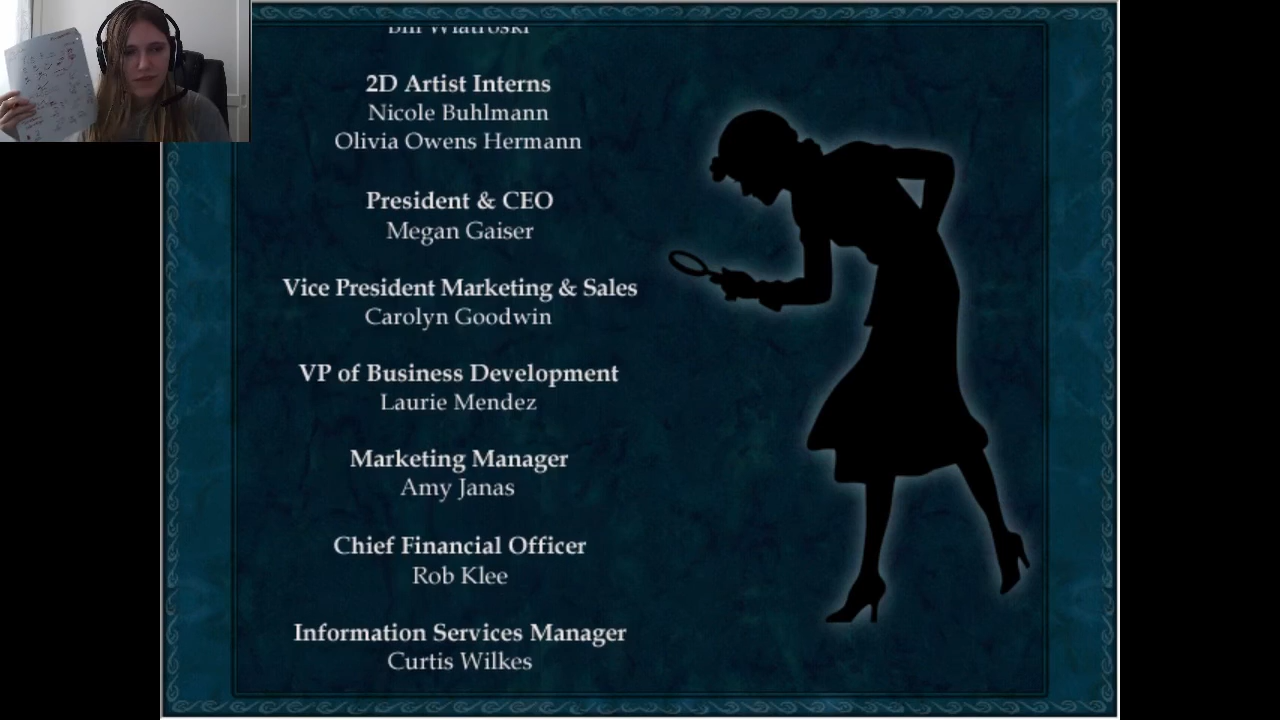 2D Artist Interns
Nicole Buhlmann
Olivia Owens Hermann
President & CEO
Megan Gaiser
Vice President Marketing & Sales
Carolyn Goodwin
VP of Business Development
Laurie Mendez
Marketing Manager
Amy Janas
Chief Financial Officer
Rob Klee
Information Services Manager
Curtis Wilkes